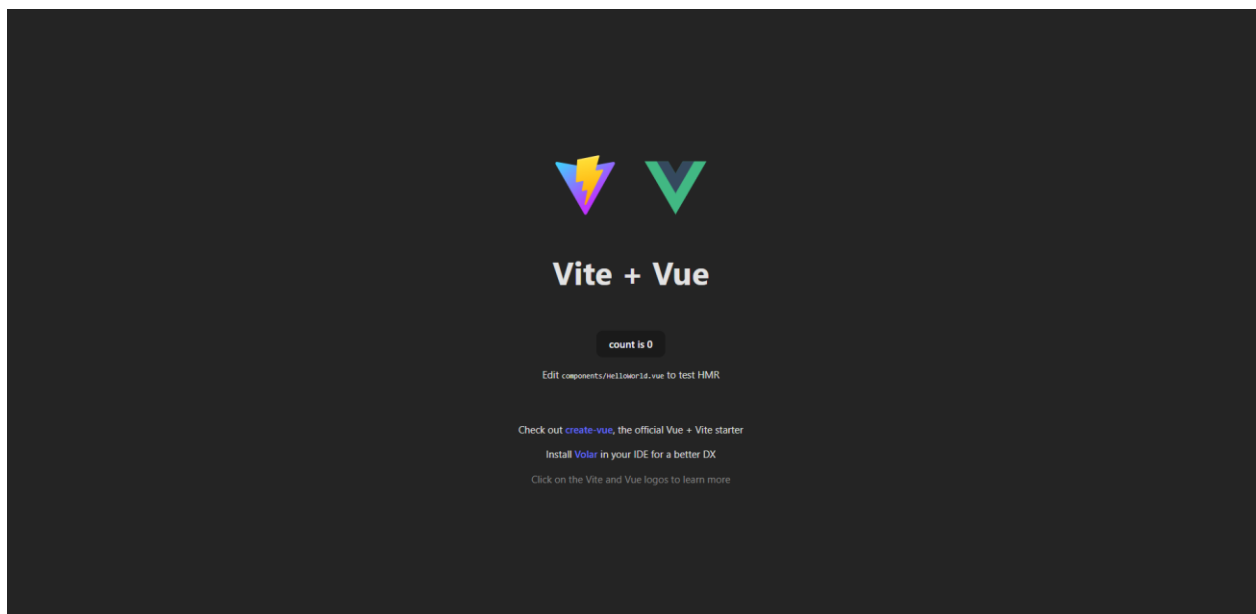 Vite + Vue
count is 0
Edit components/HelloWorld.vue to test HMR
Check out create-vue, the official Vue + Vite starter
Install Volar in your IDE for a better DX
Click on the Vite and Vue logos to learn more